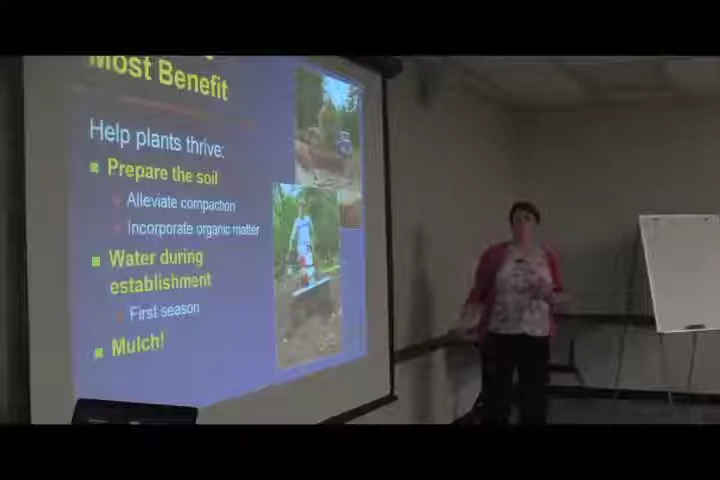 Most Benefit
Help plants thrive:
Prepare the soil
Alleviate compaction
Incorporate organic matter
Water during
establishment
First season
Mulch!